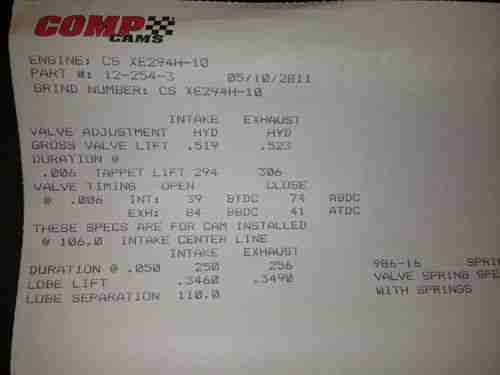 COMP
CAMS
ENGINE: CS XE294H-10
PART #: 12-254-3 05/10/2011
GRIND NUMBER: CS XE294H-10
INTAKE EXHAUST
VALVE ADJUSTMENT HYD HYD
GROSS VALVE LIFT .519 .523
DURATION @
.006 TAPPET LIFT 294 306
VALVE TIMING OPEN CLOSE
@ .006 INT: 39 BTDC 74 ABDC
EXH: 84 BBDC 41 ATDC
THESE SPECS ARE FOR CAM INSTALLED
@ 106.0 INTAKE CENTER LINE
INTAKE EXHAUST
DURATION @ .050 250 256
LOBE LIFT .3460 .3490
LOBE SEPARATION 110.0
986-16 SPRI
VALVE SPRING SPE
WITH SPRINGS